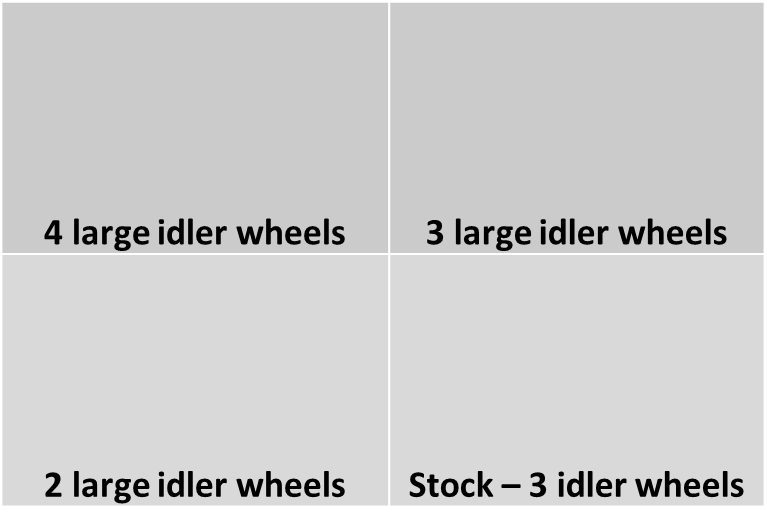 4 large idler wheels
3 large idler wheels
2 large idler wheels
Stock – 3 idler wheels